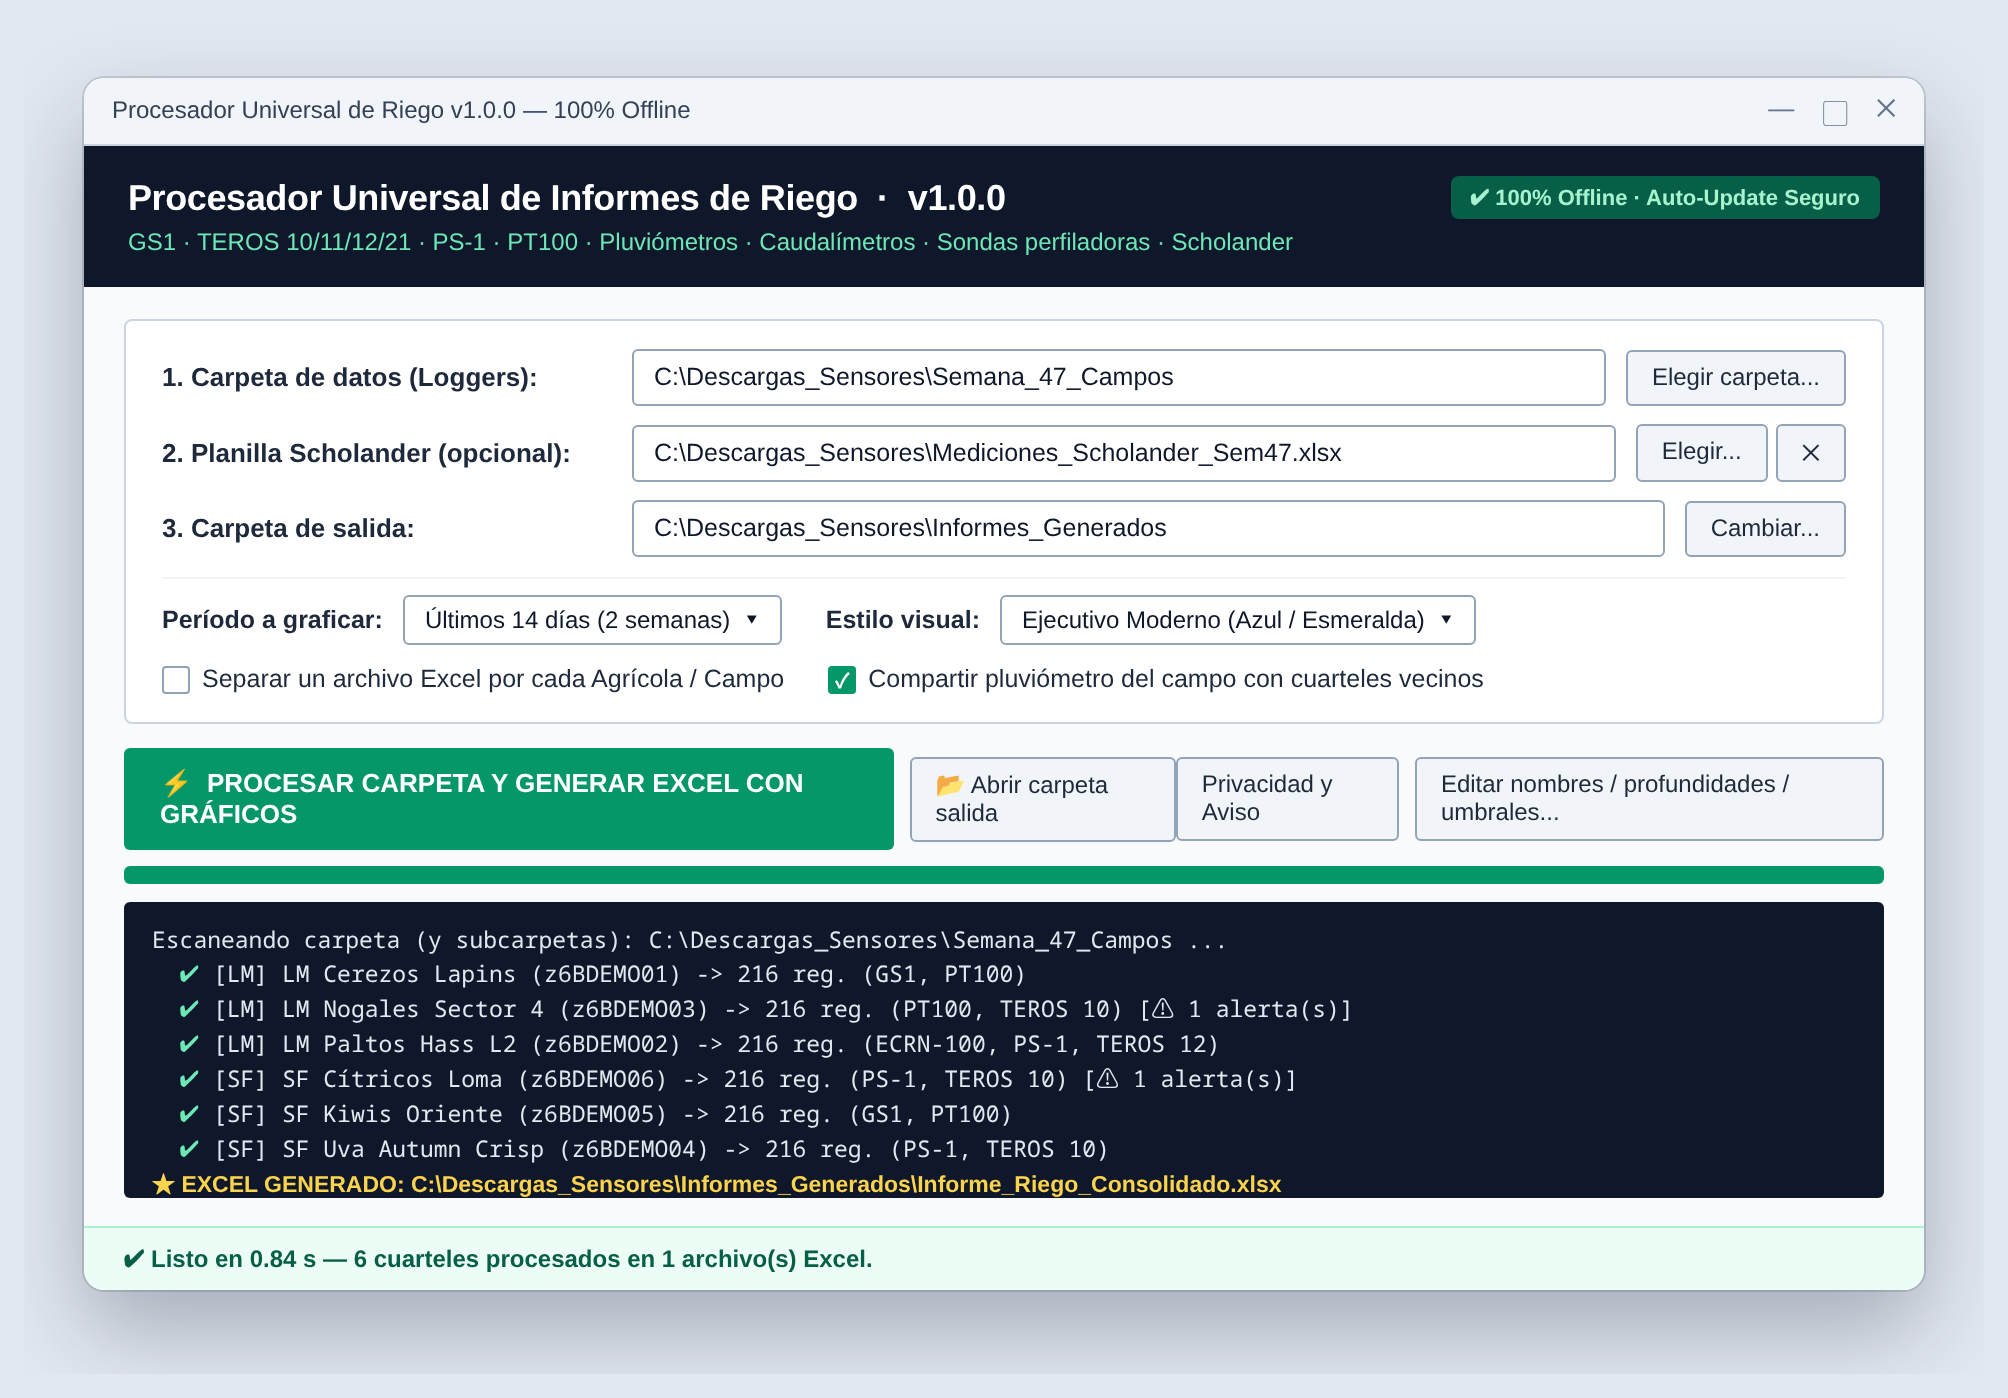 Procesador Universal de Riego v1.0.0 — 100% Offline
Procesador Universal de Informes de Riego · v1.0.0
✔ 100% Offline · Auto-Update Seguro
GS1 · TEROS 10/11/12/21 · PS-1 · PT100 · Pluviómetros · Caudalímetros · Sondas perfiladoras · Scholander
1. Carpeta de datos (Loggers): C:\Descargas_Sensores\Semana_47_Campos Elegir carpeta...
2. Planilla Scholander (opcional): C:\Descargas_Sensores\Mediciones_Scholander_Sem47.xlsx Elegir... ✕
3. Carpeta de salida: C:\Descargas_Sensores\Informes_Generados Cambiar...
Período a graficar: Últimos 14 días (2 semanas) ▾ Estilo visual: Ejecutivo Moderno (Azul / Esmeralda) ▾
Separar un archivo Excel por cada Agrícola / Campo ✓ Compartir pluviómetro del campo con cuarteles vecinos
⚡ PROCESAR CARPETA Y GENERAR EXCEL CON
GRÁFICOS
📂 Abrir carpeta
salida
Privacidad y
Aviso
Editar nombres / profundidades /
umbrales...
Escaneando carpeta (y subcarpetas): C:\Descargas_Sensores\Semana_47_Campos ...
✔ [LM] LM Cerezos Lapins (z6BDEMO01) -> 216 reg. (GS1, PT100)
✔ [LM] LM Nogales Sector 4 (z6BDEMO03) -> 216 reg. (PT100, TEROS 10) [⚠ 1 alerta(s)]
✔ [LM] LM Paltos Hass L2 (z6BDEMO02) -> 216 reg. (ECRN-100, PS-1, TEROS 12)
✔ [SF] SF Cítricos Loma (z6BDEMO06) -> 216 reg. (PS-1, TEROS 10) [⚠ 1 alerta(s)]
✔ [SF] SF Kiwis Oriente (z6BDEMO05) -> 216 reg. (GS1, PT100)
✔ [SF] SF Uva Autumn Crisp (z6BDEMO04) -> 216 reg. (PS-1, TEROS 10)
★ EXCEL GENERADO: C:\Descargas_Sensores\Informes_Generados\Informe_Riego_Consolidado.xlsx
✔ Listo en 0.84 s — 6 cuarteles procesados en 1 archivo(s) Excel.